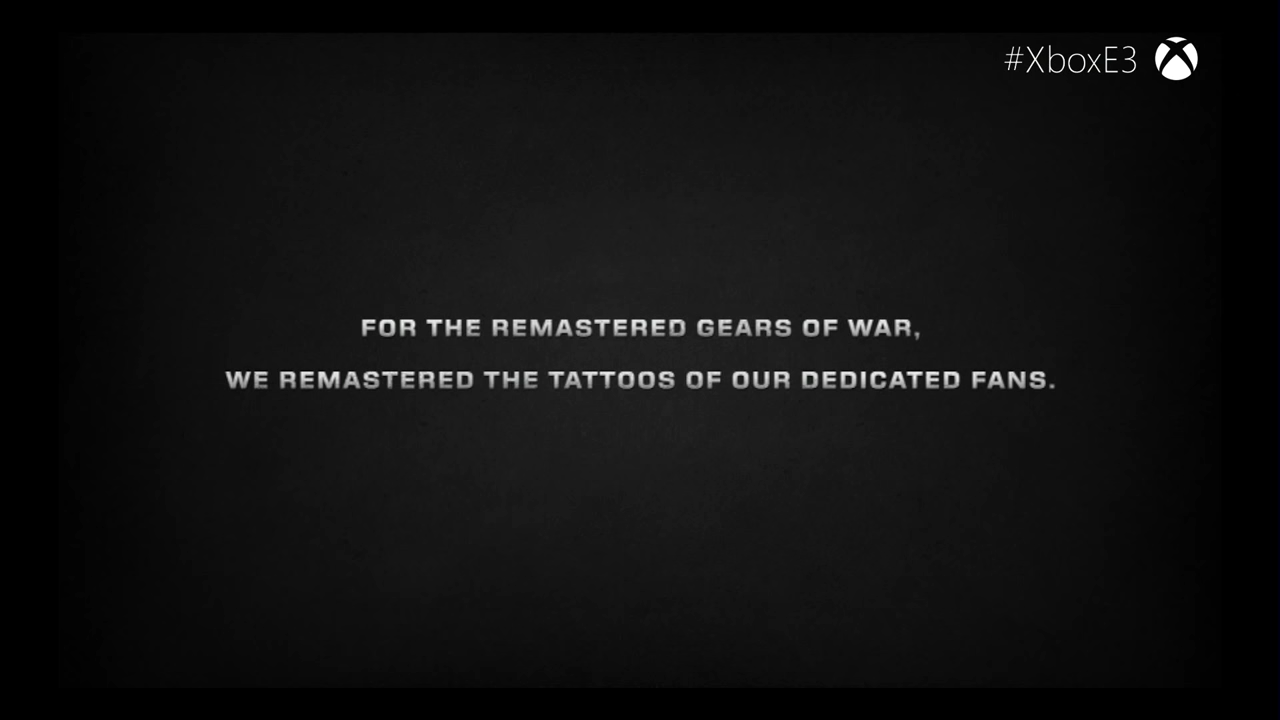 #XboxE3
FOR THE REMASTERED GEARS OF WAR,
WE REMASTERED THE TATTOOS OF OUR DEDICATED FANS.